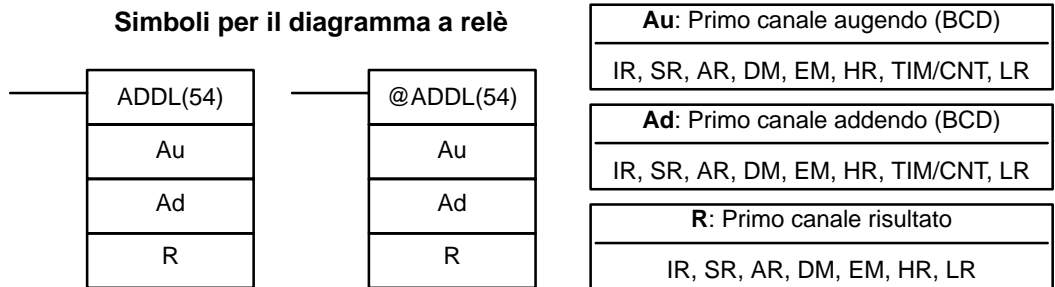 Simboli per il diagramma a relè
ADDL(54)
Au
Ad
R
@ADDL(54)
Au
Ad
R
Au: Primo canale augendo (BCD)
IR, SR, AR, DM, EM, HR, TIM/CNT, LR
Ad: Primo canale addendo (BCD)
IR, SR, AR, DM, EM, HR, TIM/CNT, LR
R: Primo canale risultato
IR, SR, AR, DM, EM, HR, LR